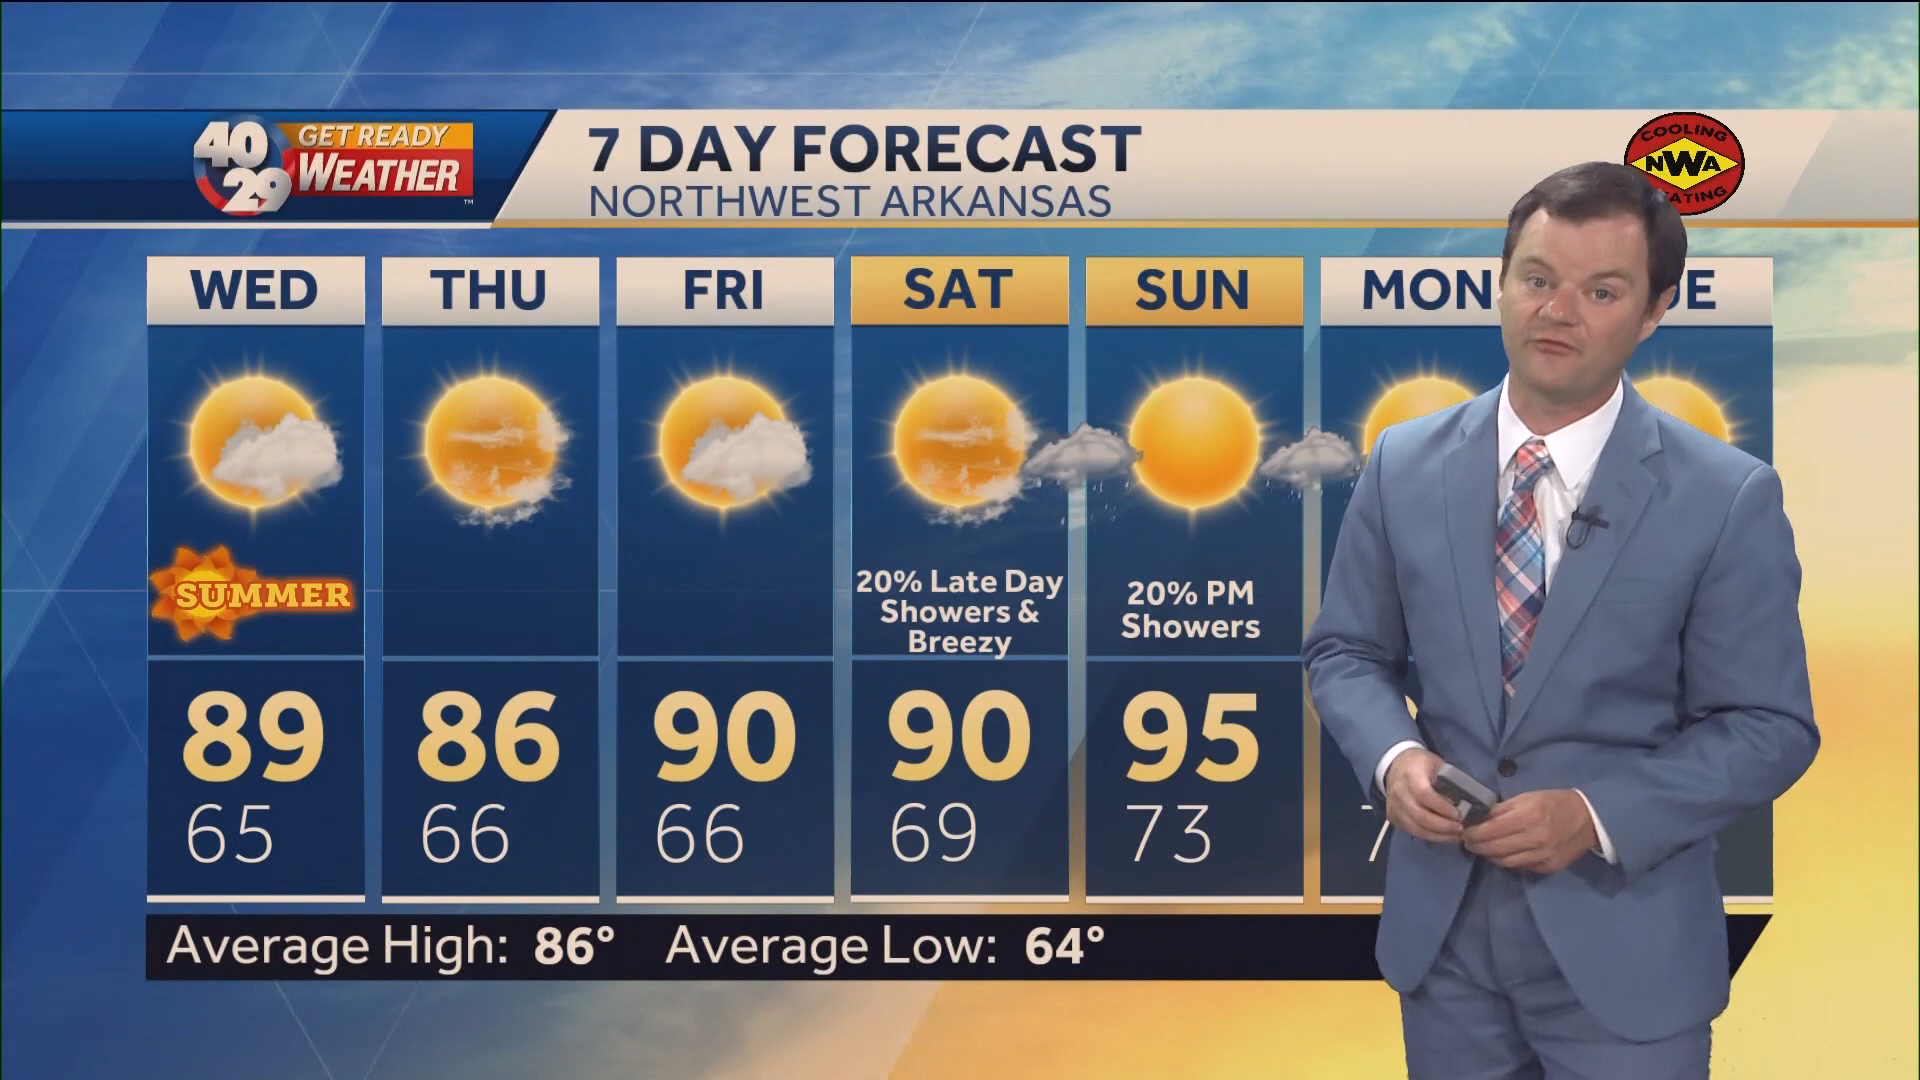 40
29
GET READY
WEATHER
™
7 DAY FORECAST
NORTHWEST ARKANSAS
COOLING
NWA
WED
THU
FRI
SAT
SUN
MON
SUMMER
20% Late Day
Showers &
Breezy
20% PM
Showers
89
86
90
90
95
65
66
66
69
73
Average High: 86° Average Low: 64°